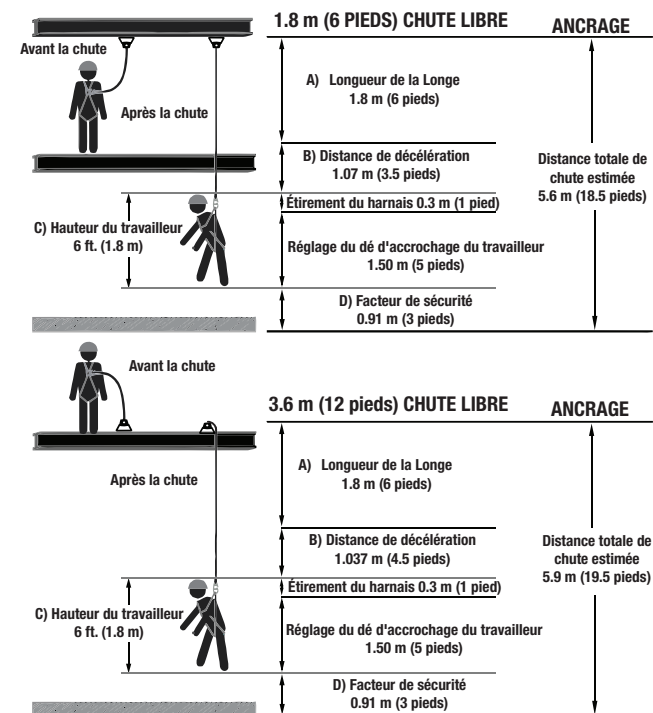 1.8 m (6 PIEDS) CHUTE LIBRE
ANCRAGE
Avant la chute
Après la chute
A) Longueur de la Longe
1.8 m (6 pieds)
B) Distance de décélération
1.07 m (3.5 pieds)
Distance totale de
chute estimée
5.6 m (18.5 pieds)
Étirement du harnais 0.3 m (1 pied)
C) Hauteur du travailleur
6 ft. (1.8 m)
Réglage du dé d'accrochage du travailleur
1.50 m (5 pieds)
D) Facteur de sécurité
0.91 m (3 pieds)
Avant la chute
3.6 m (12 pieds) CHUTE LIBRE
ANCRAGE
Après la chute
A) Longueur de la Longe
1.8 m (6 pieds)
B) Distance de décélération
1.037 m (4.5 pieds)
Distance totale de
chute estimée
5.9 m (19.5 pieds)
Étirement du harnais 0.3 m (1 pied)
C) Hauteur du travailleur
6 ft. (1.8 m)
Réglage du dé d'accrochage du travailleur
1.50 m (5 pieds)
D) Facteur de sécurité
0.91 m (3 pieds)